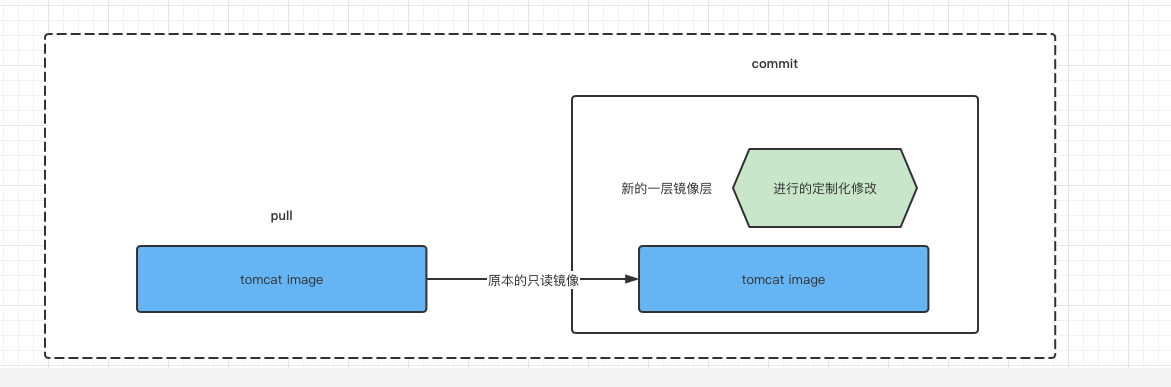 commit
新的一层镜像层
进行的定制化修改
pull
tomcat image
原本的只读镜像
tomcat image